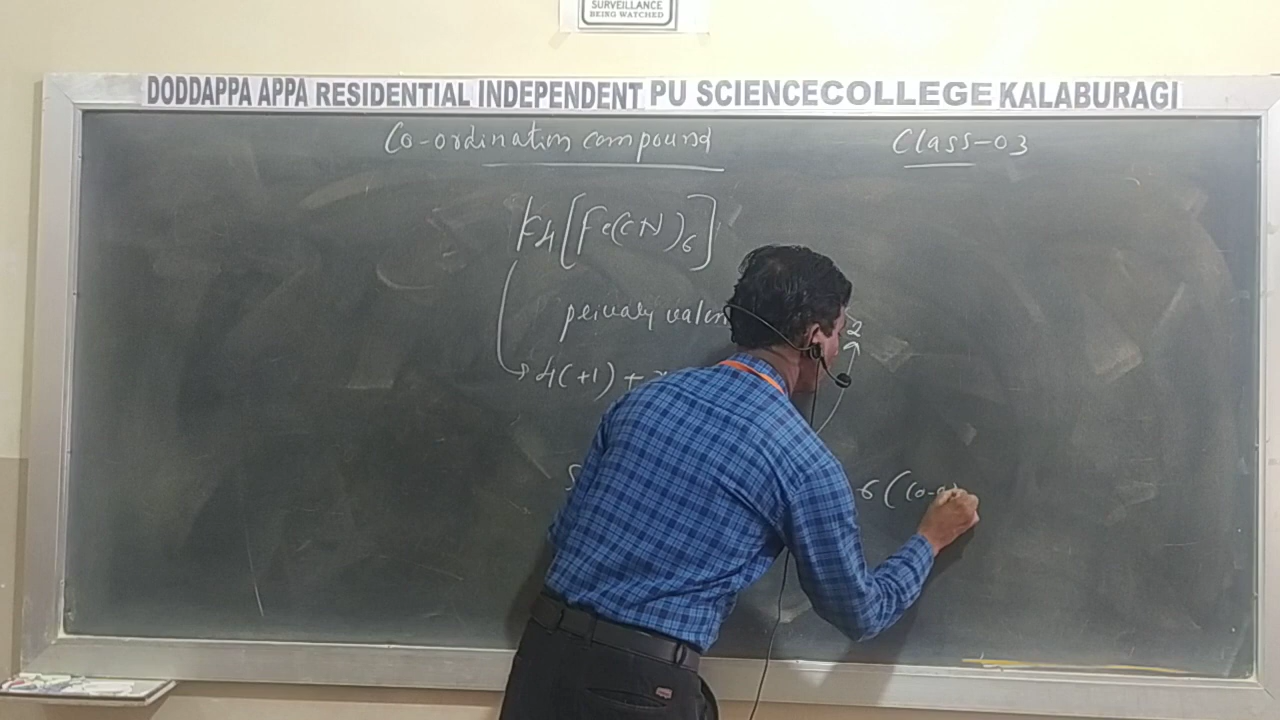 SURVEILLANCE
BEING WATCHED
DODDAPPA APPA RESIDENTIAL INDEPENDENT PU SCIENCECOLLEGE KALABURAGI
Co-ordination compound
Class-03
K4[Fe(CN)6]
primary valen
2
4(+1) +
6 (Co-o